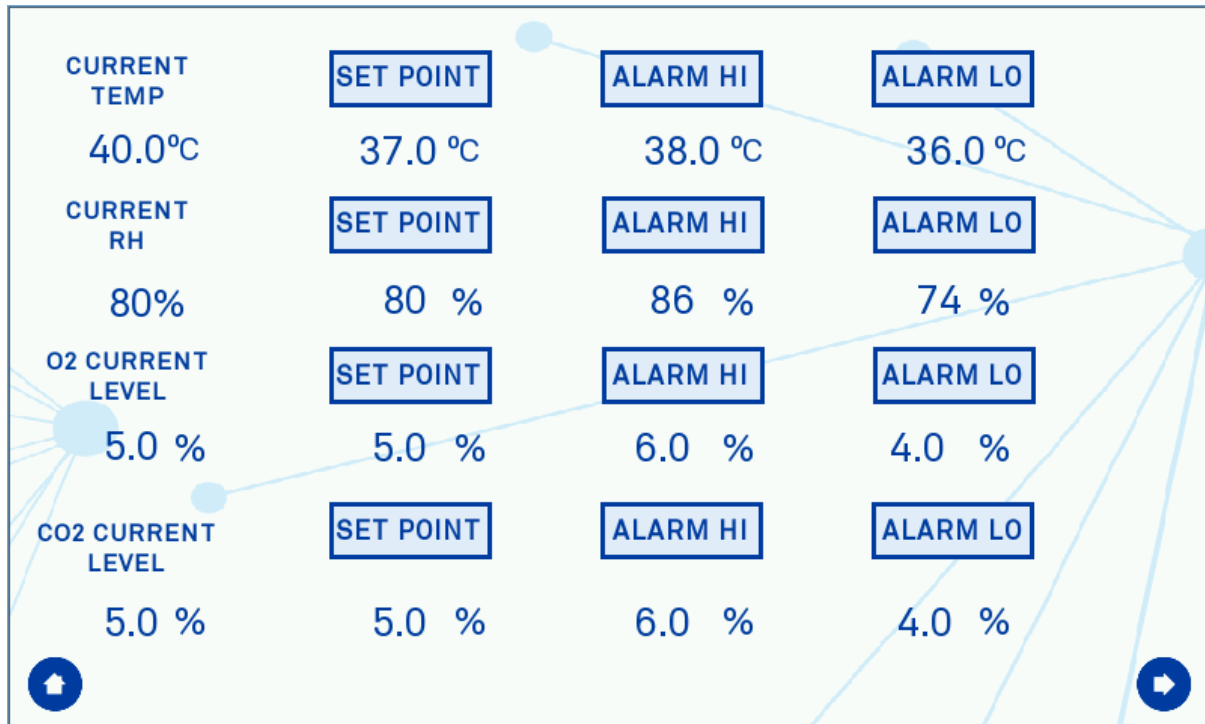 CURRENT TEMP SET POINT ALARM HI ALARM LO
40.0ºC 37.0 ºC 38.0 ºC 36.0 ºC
CURRENT RH SET POINT ALARM HI ALARM LO
80% 80 % 86 % 74 %
O2 CURRENT LEVEL SET POINT ALARM HI ALARM LO
5.0 % 5.0 % 6.0 % 4.0 %
CO2 CURRENT LEVEL SET POINT ALARM HI ALARM LO
5.0 % 5.0 % 6.0 % 4.0 %